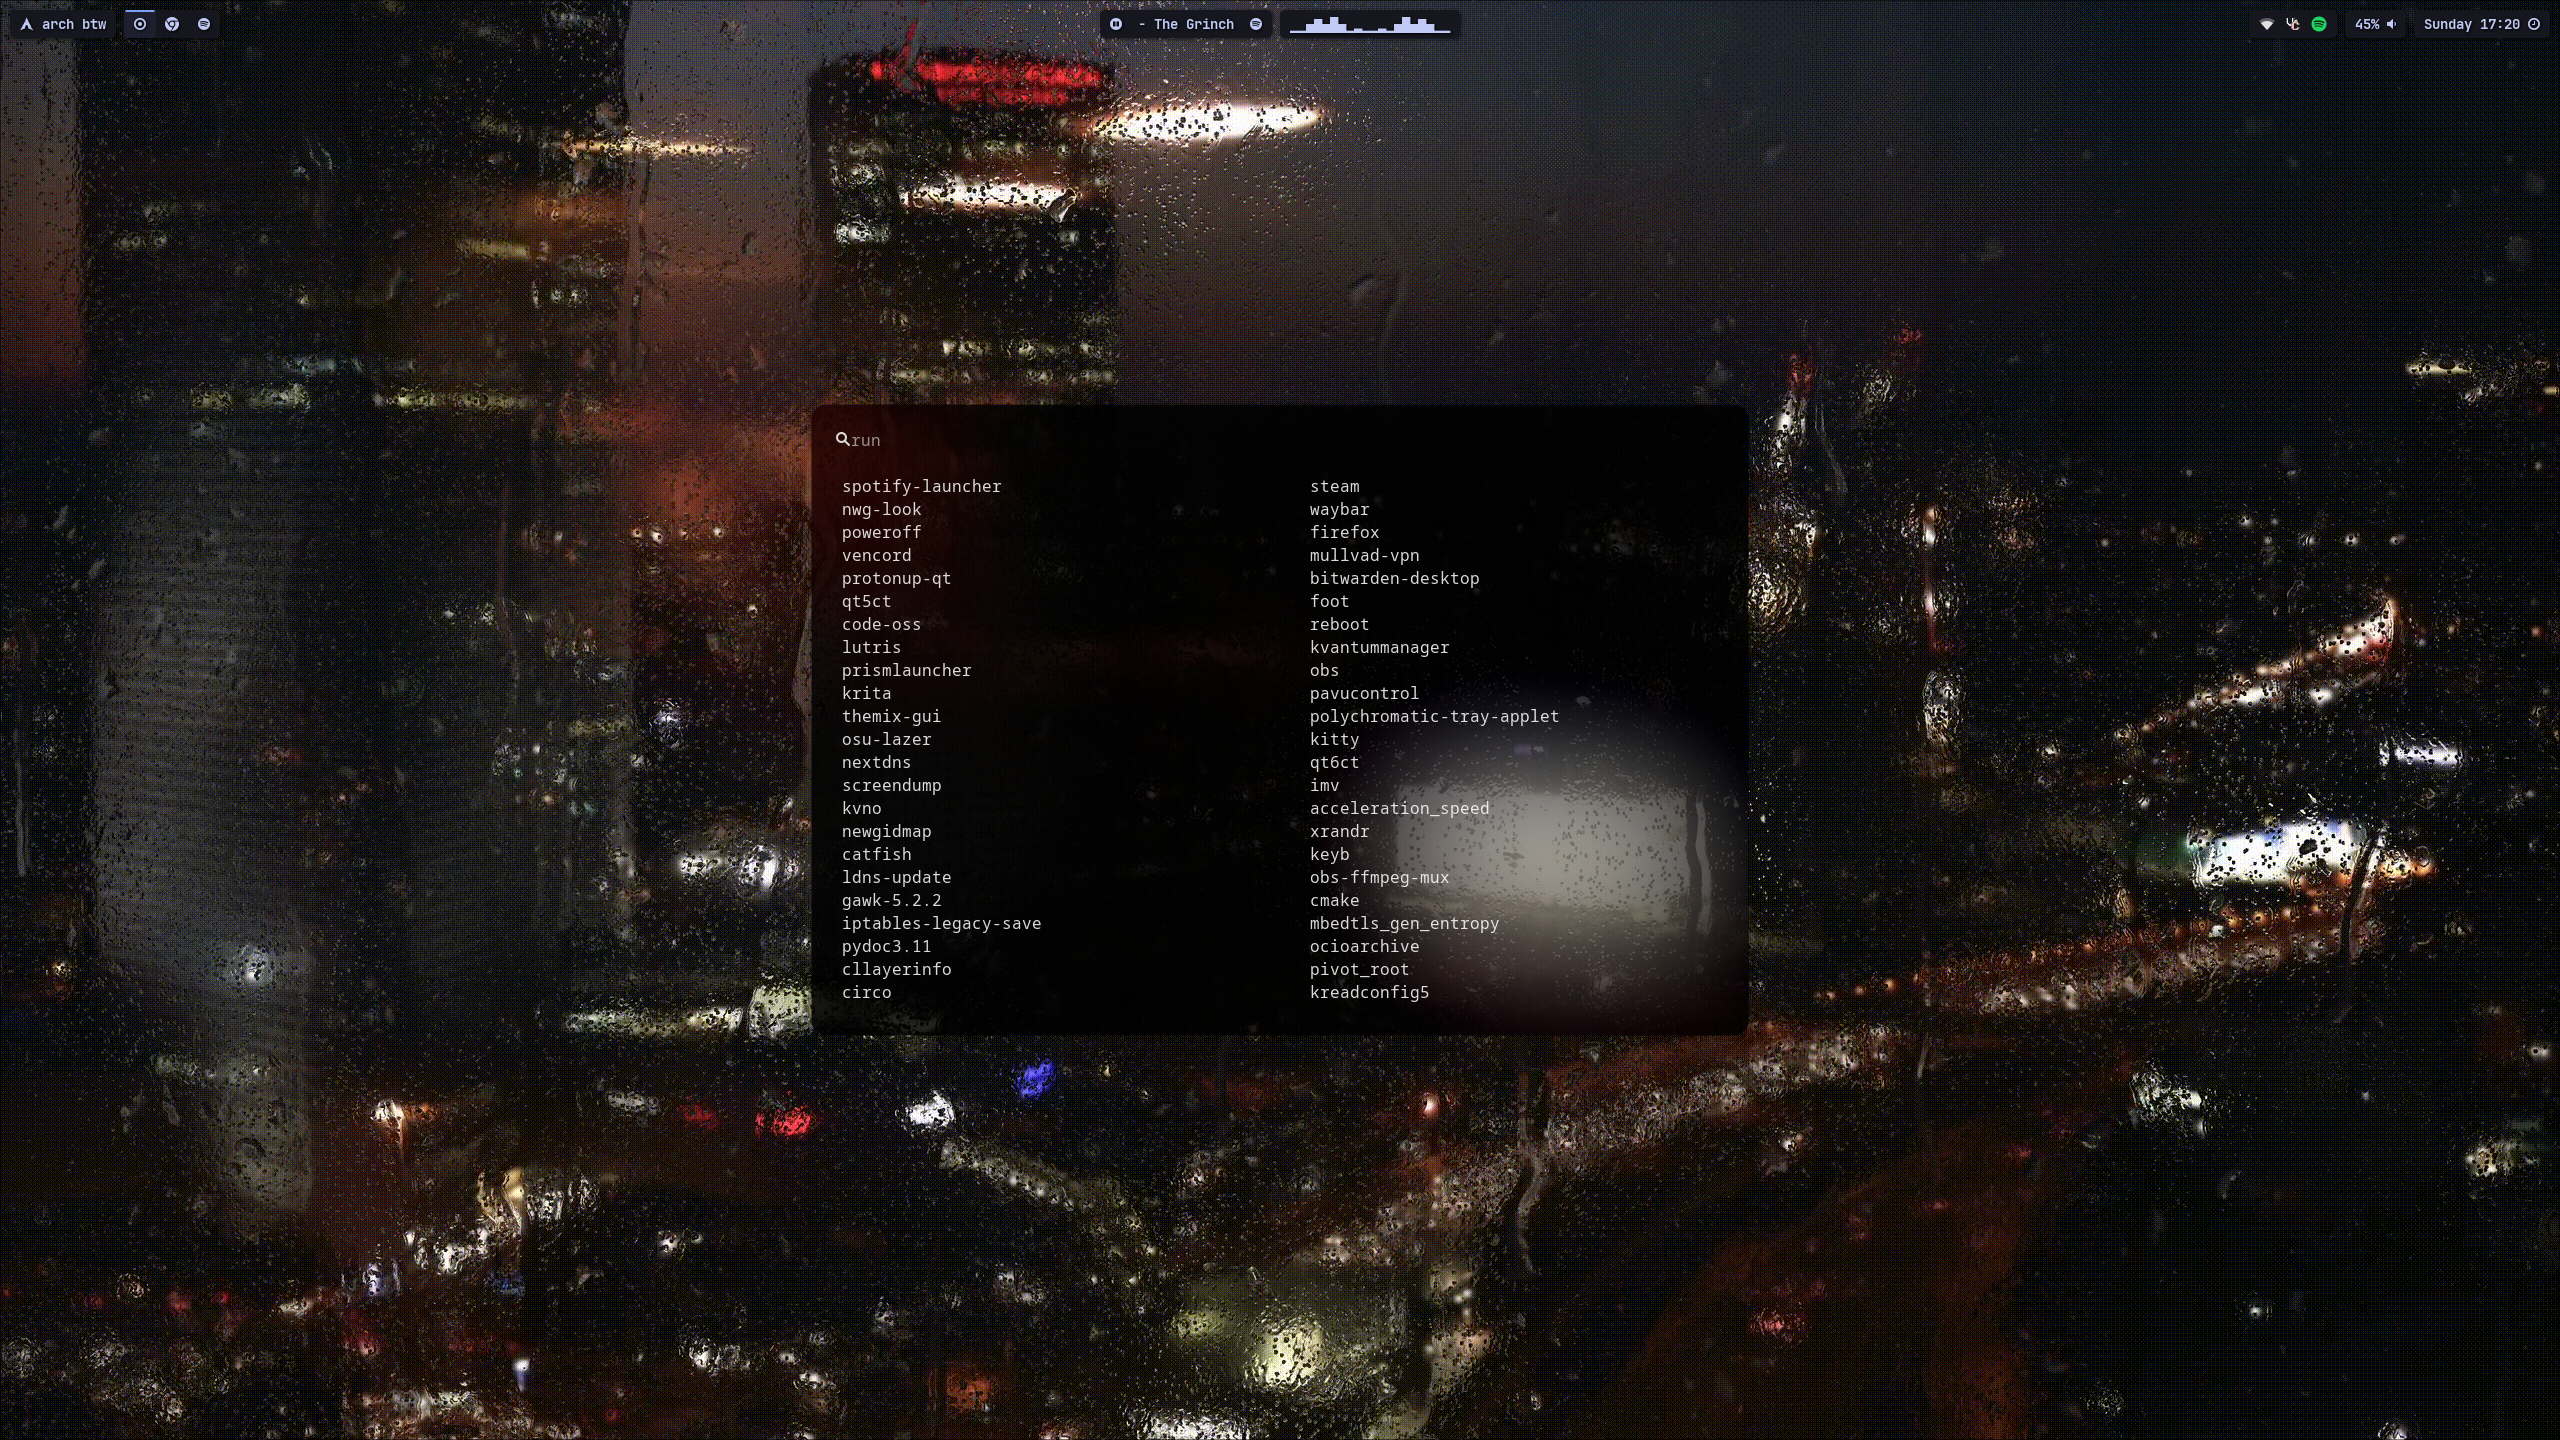 arch btw
- The Grinch
45%
Sunday 17:20
run
spotify-launcher
steam
nwg-look
waybar
poweroff
firefox
vencord
mullvad-vpn
protonup-qt
bitwarden-desktop
qt5ct
foot
code-oss
reboot
lutris
kvantummanager
prismlauncher
obs
krita
pavucontrol
themix-gui
polychromatic-tray-applet
osu-lazer
kitty
nextdns
qt6ct
screendump
imv
kvno
acceleration_speed
newgidmap
xrandr
catfish
keyb
ldns-update
obs-ffmpeg-mux
gawk-5.2.2
cmake
iptables-legacy-save
mbedtls_gen_entropy
pydoc3.11
ocioarchive
cllayerinfo
pivot_root
circo
kreadconfig5